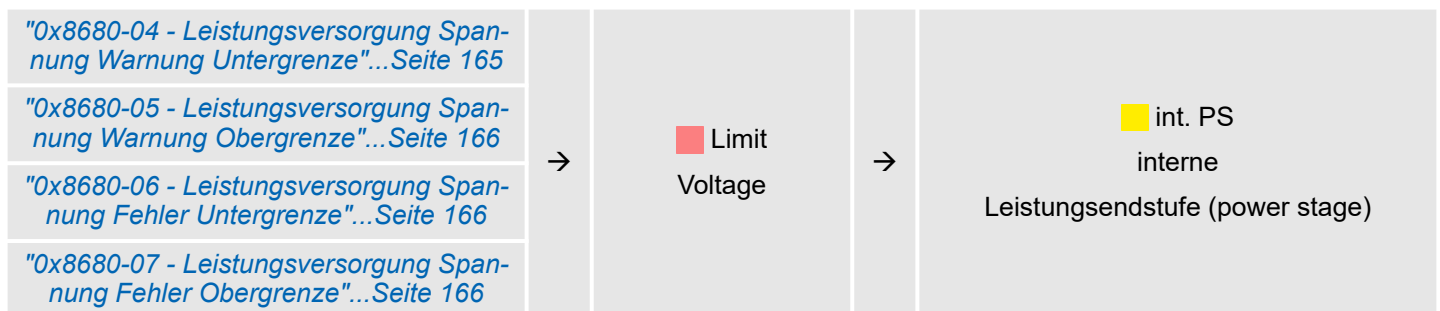 "0x8680-04 - Leistungsversorgung Span-
nung Warnung Untergrenze"...Seite 165
"0x8680-05 - Leistungsversorgung Span-
nung Warnung Obergrenze"...Seite 166
"0x8680-06 - Leistungsversorgung Span-
nung Fehler Untergrenze"...Seite 166
"0x8680-07 - Leistungsversorgung Span-
nung Fehler Obergrenze"...Seite 166
→
Limit
Voltage
→
int. PS
interne
Leistungsendstufe (power stage)